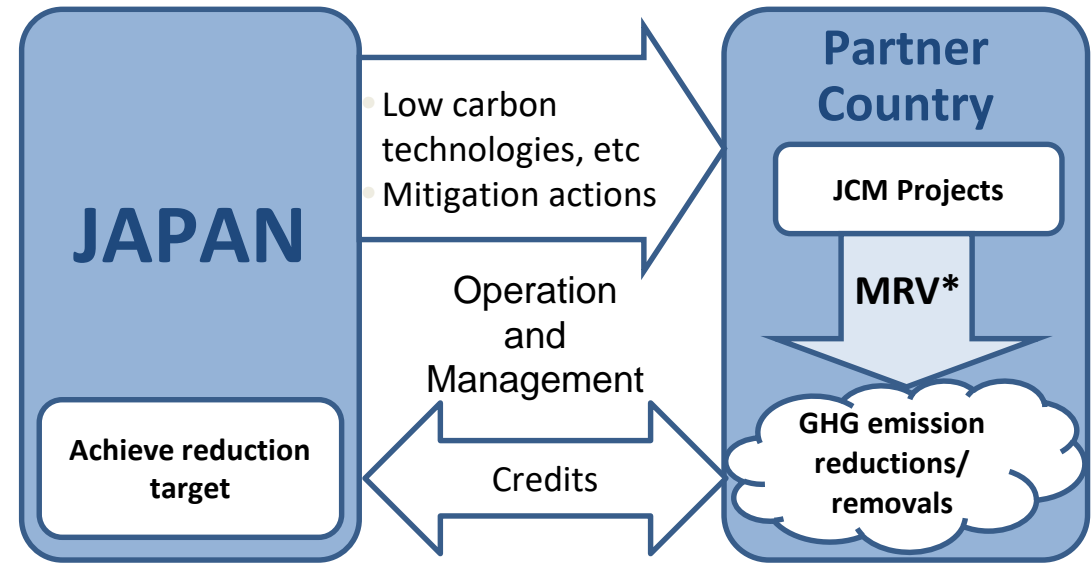 JAPAN
Achieve reduction
target
• Low carbon
technologies, etc
• Mitigation actions
Operation
and
Management
Credits
Partner
Country
JCM Projects
MRV*
GHG emission
reductions/
removals